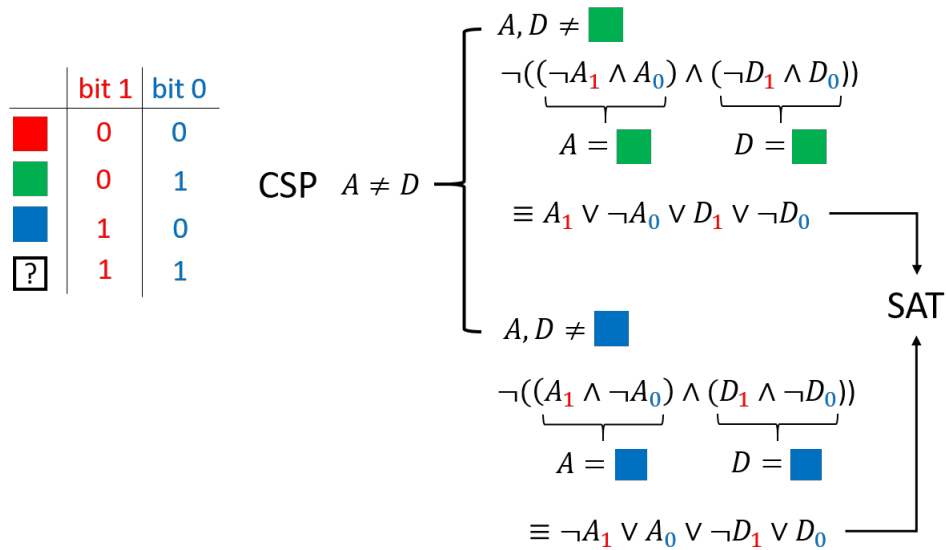 bit 1 bit 0
0 0
0 1
1 0
? 1 1
CSP A ≠ D
A, D ≠
¬((¬A₁ ∧ A₀) ∧ (¬D₁ ∧ D₀))
A = D =
≡ A₁ ∨ ¬A₀ ∨ D₁ ∨ ¬D₀
SAT
A, D ≠
¬((A₁ ∧ ¬A₀) ∧ (D₁ ∧ ¬D₀))
A = D =
≡ ¬A₁ ∨ A₀ ∨ ¬D₁ ∨ D₀